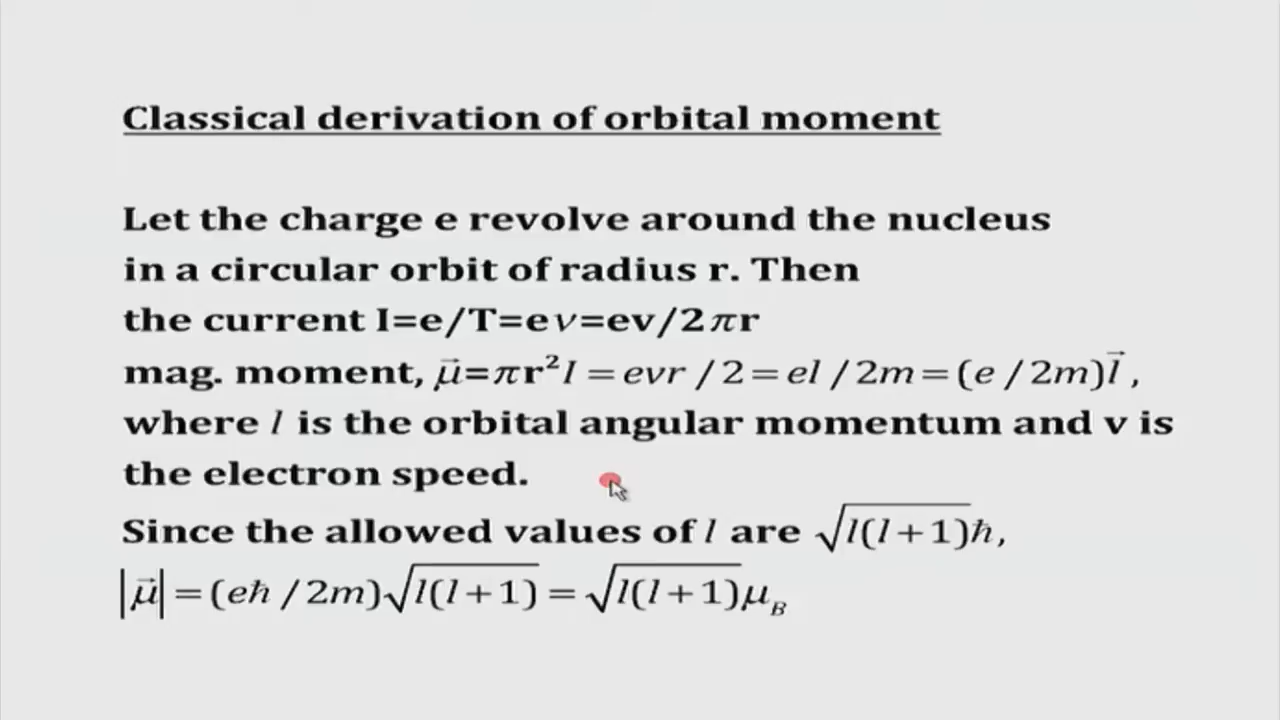 Classical derivation of orbital moment
Let the charge e revolve around the nucleus
in a circular orbit of radius r. Then
the current I=e/T=eν=ev/2πr
mag. moment, μ⃗=πr²I = evr / 2 = el / 2m = (e / 2m)l⃗ ,
where l is the orbital angular momentum and v is
the electron speed.
Since the allowed values of l are √(l(l+1))ħ,
|μ⃗| = (eħ / 2m)√(l(l+1)) = √(l(l+1))μ_B